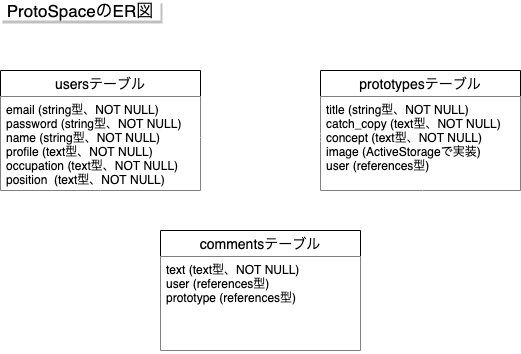 ProtoSpaceのER図
usersテーブル
email (string型、NOT NULL)
password (string型、NOT NULL)
name (string型、NOT NULL)
profile (text型、NOT NULL)
occupation (text型、NOT NULL)
position (text型、NOT NULL)
prototypesテーブル
title (string型、NOT NULL)
catch_copy (text型、NOT NULL)
concept (text型、NOT NULL)
image (ActiveStorageで実装)
user (references型)
commentsテーブル
text (text型、NOT NULL)
user (references型)
prototype (references型)